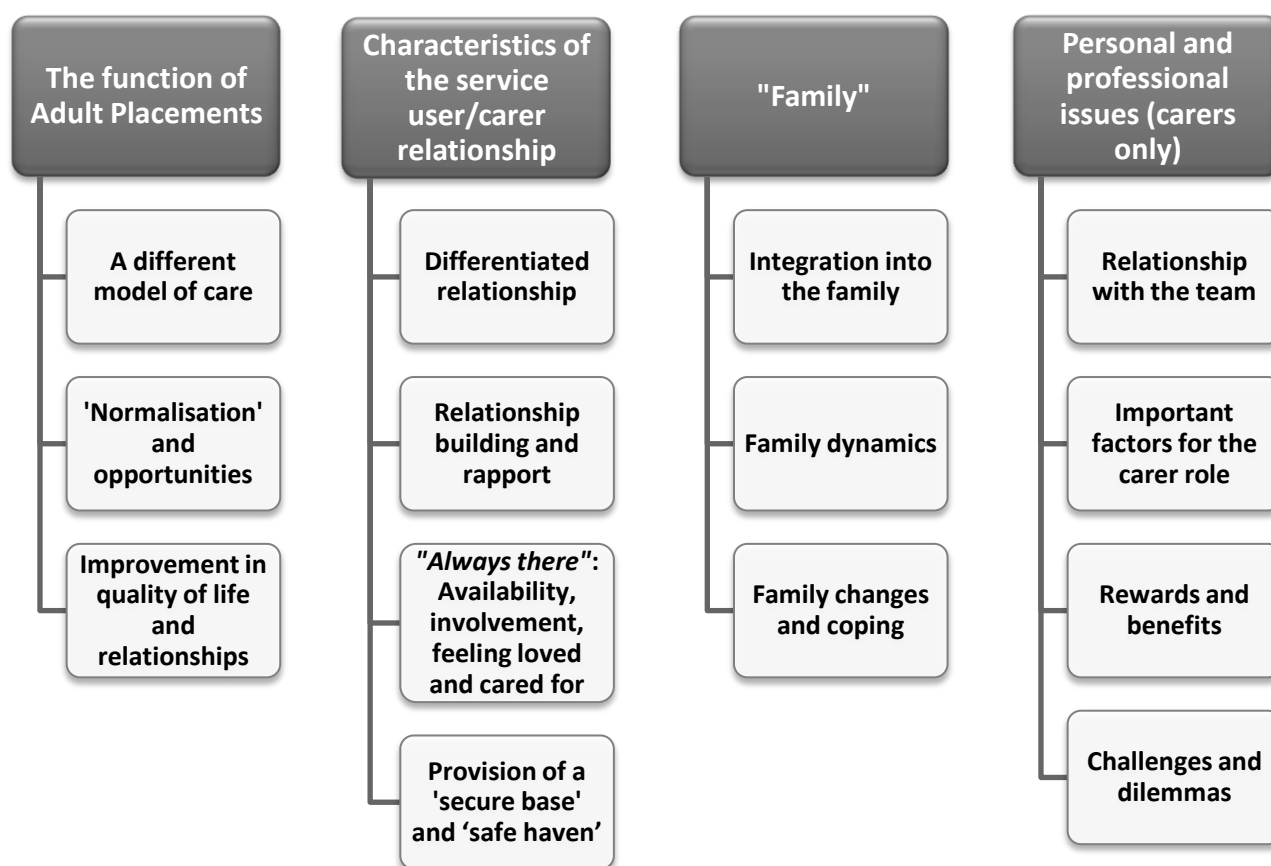 The function of
Adult Placements
A different
model of care
'Normalisation'
and
opportunities
Improvement in
quality of life
and
relationships
Characteristics of
the service
user/carer
relationship
Differentiated
relationship
Relationship
building and
rapport
"Always there":
Availability,
involvement,
feeling loved
and cared for
Provision of a
'secure base'
and ‘safe haven’
"Family"
Integration into
the family
Family dynamics
Family changes
and coping
Personal and
professional
issues (carers
only)
Relationship
with the team
Important
factors for the
carer role
Rewards and
benefits
Challenges and
dilemmas